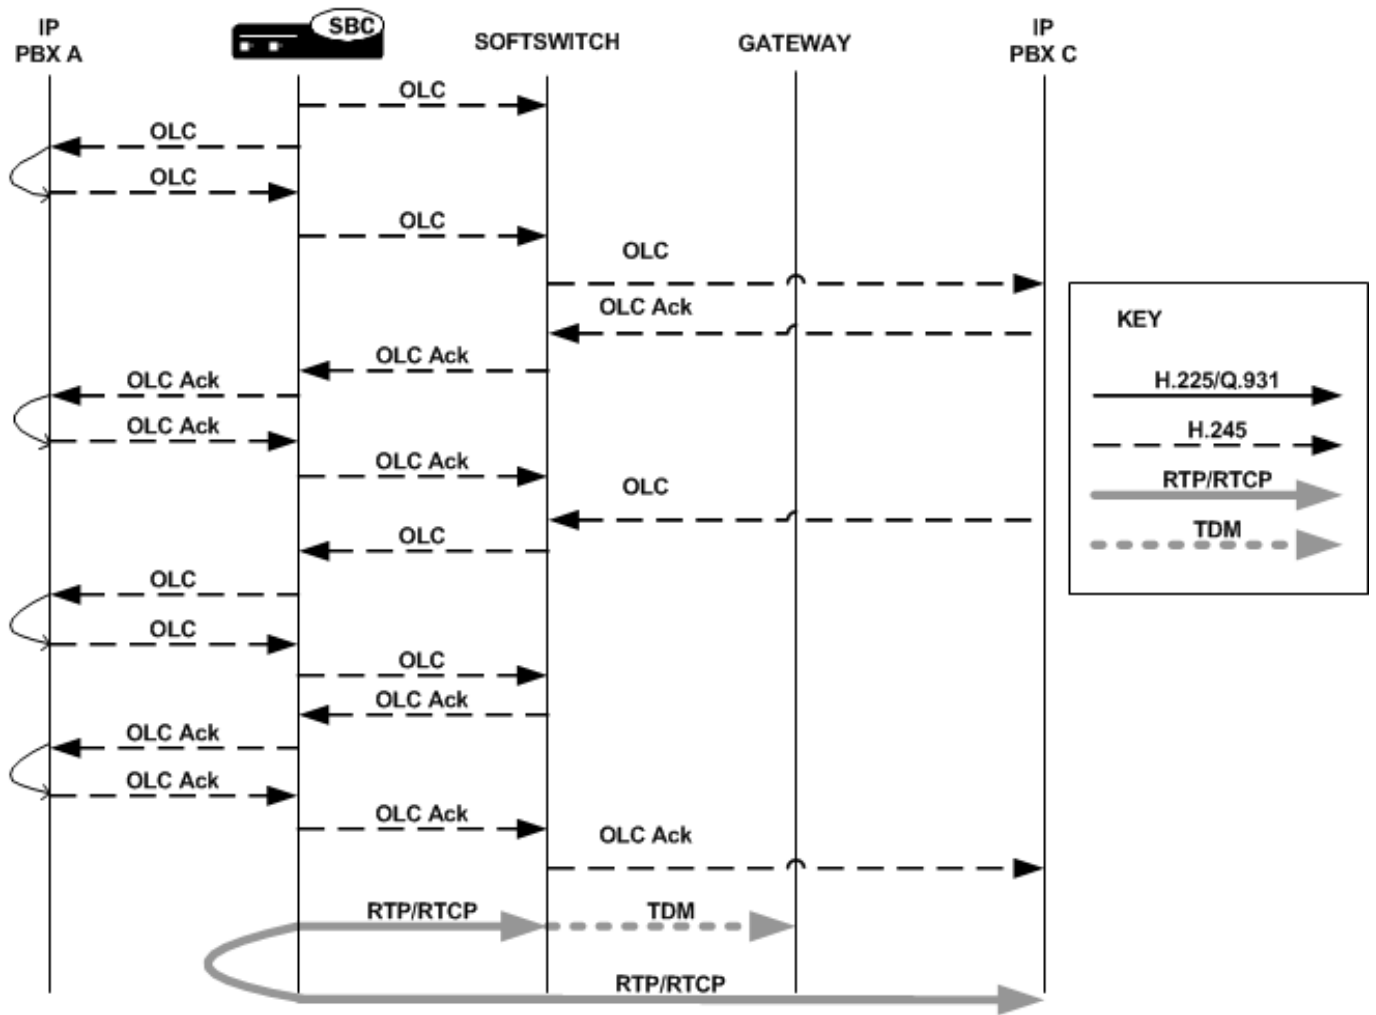 IP
PBX A
SBC
SOFTSWITCH
GATEWAY
IP
PBX C
OLC
OLC
OLC
OLC
OLC
OLC Ack
OLC Ack
OLC Ack
OLC Ack
OLC Ack
OLC
OLC
OLC
OLC
OLC
OLC Ack
OLC Ack
OLC Ack
OLC Ack
OLC Ack
RTP/RTCP
TDM
RTP/RTCP
KEY
H.225/Q.931
H.245
RTP/RTCP
TDM